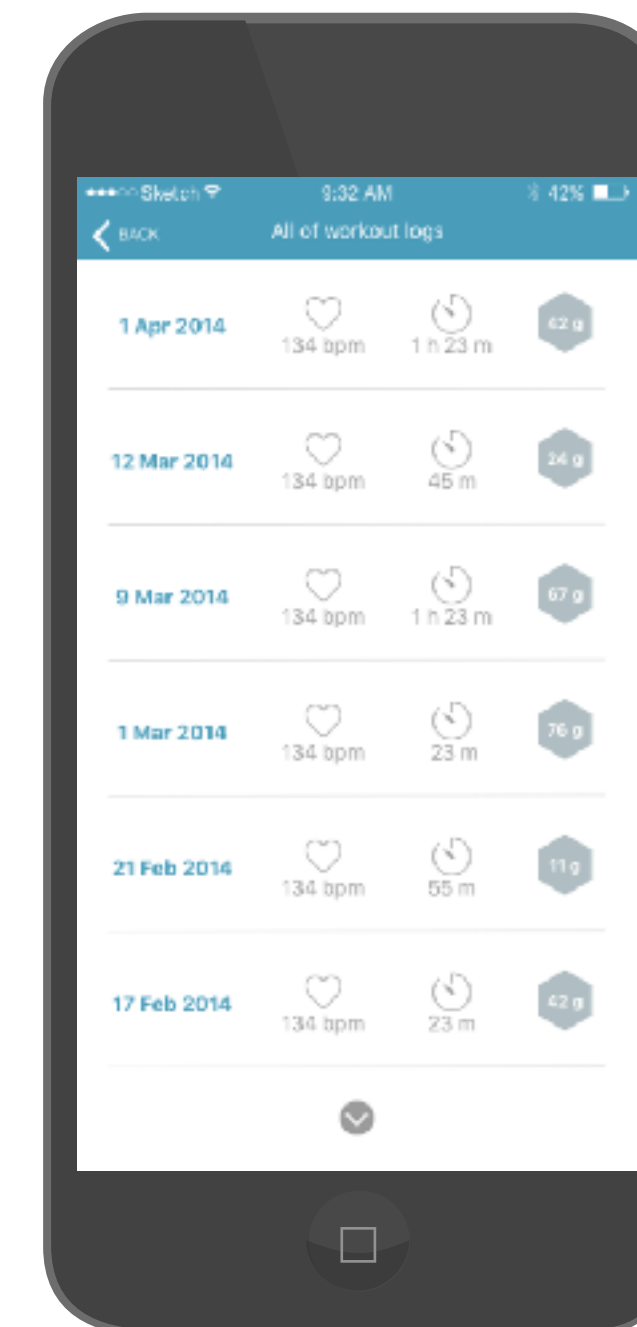 Sketch 9:32 AM 42%
BACK All of workout logs
1 Apr 2014 134 bpm 1 h 23 m 42 g
12 Mar 2014 134 bpm 45 m 24 g
9 Mar 2014 134 bpm 1 h 23 m 67 g
1 Mar 2014 134 bpm 23 m 76 g
21 Feb 2014 134 bpm 55 m 11 g
17 Feb 2014 134 bpm 23 m 42 g